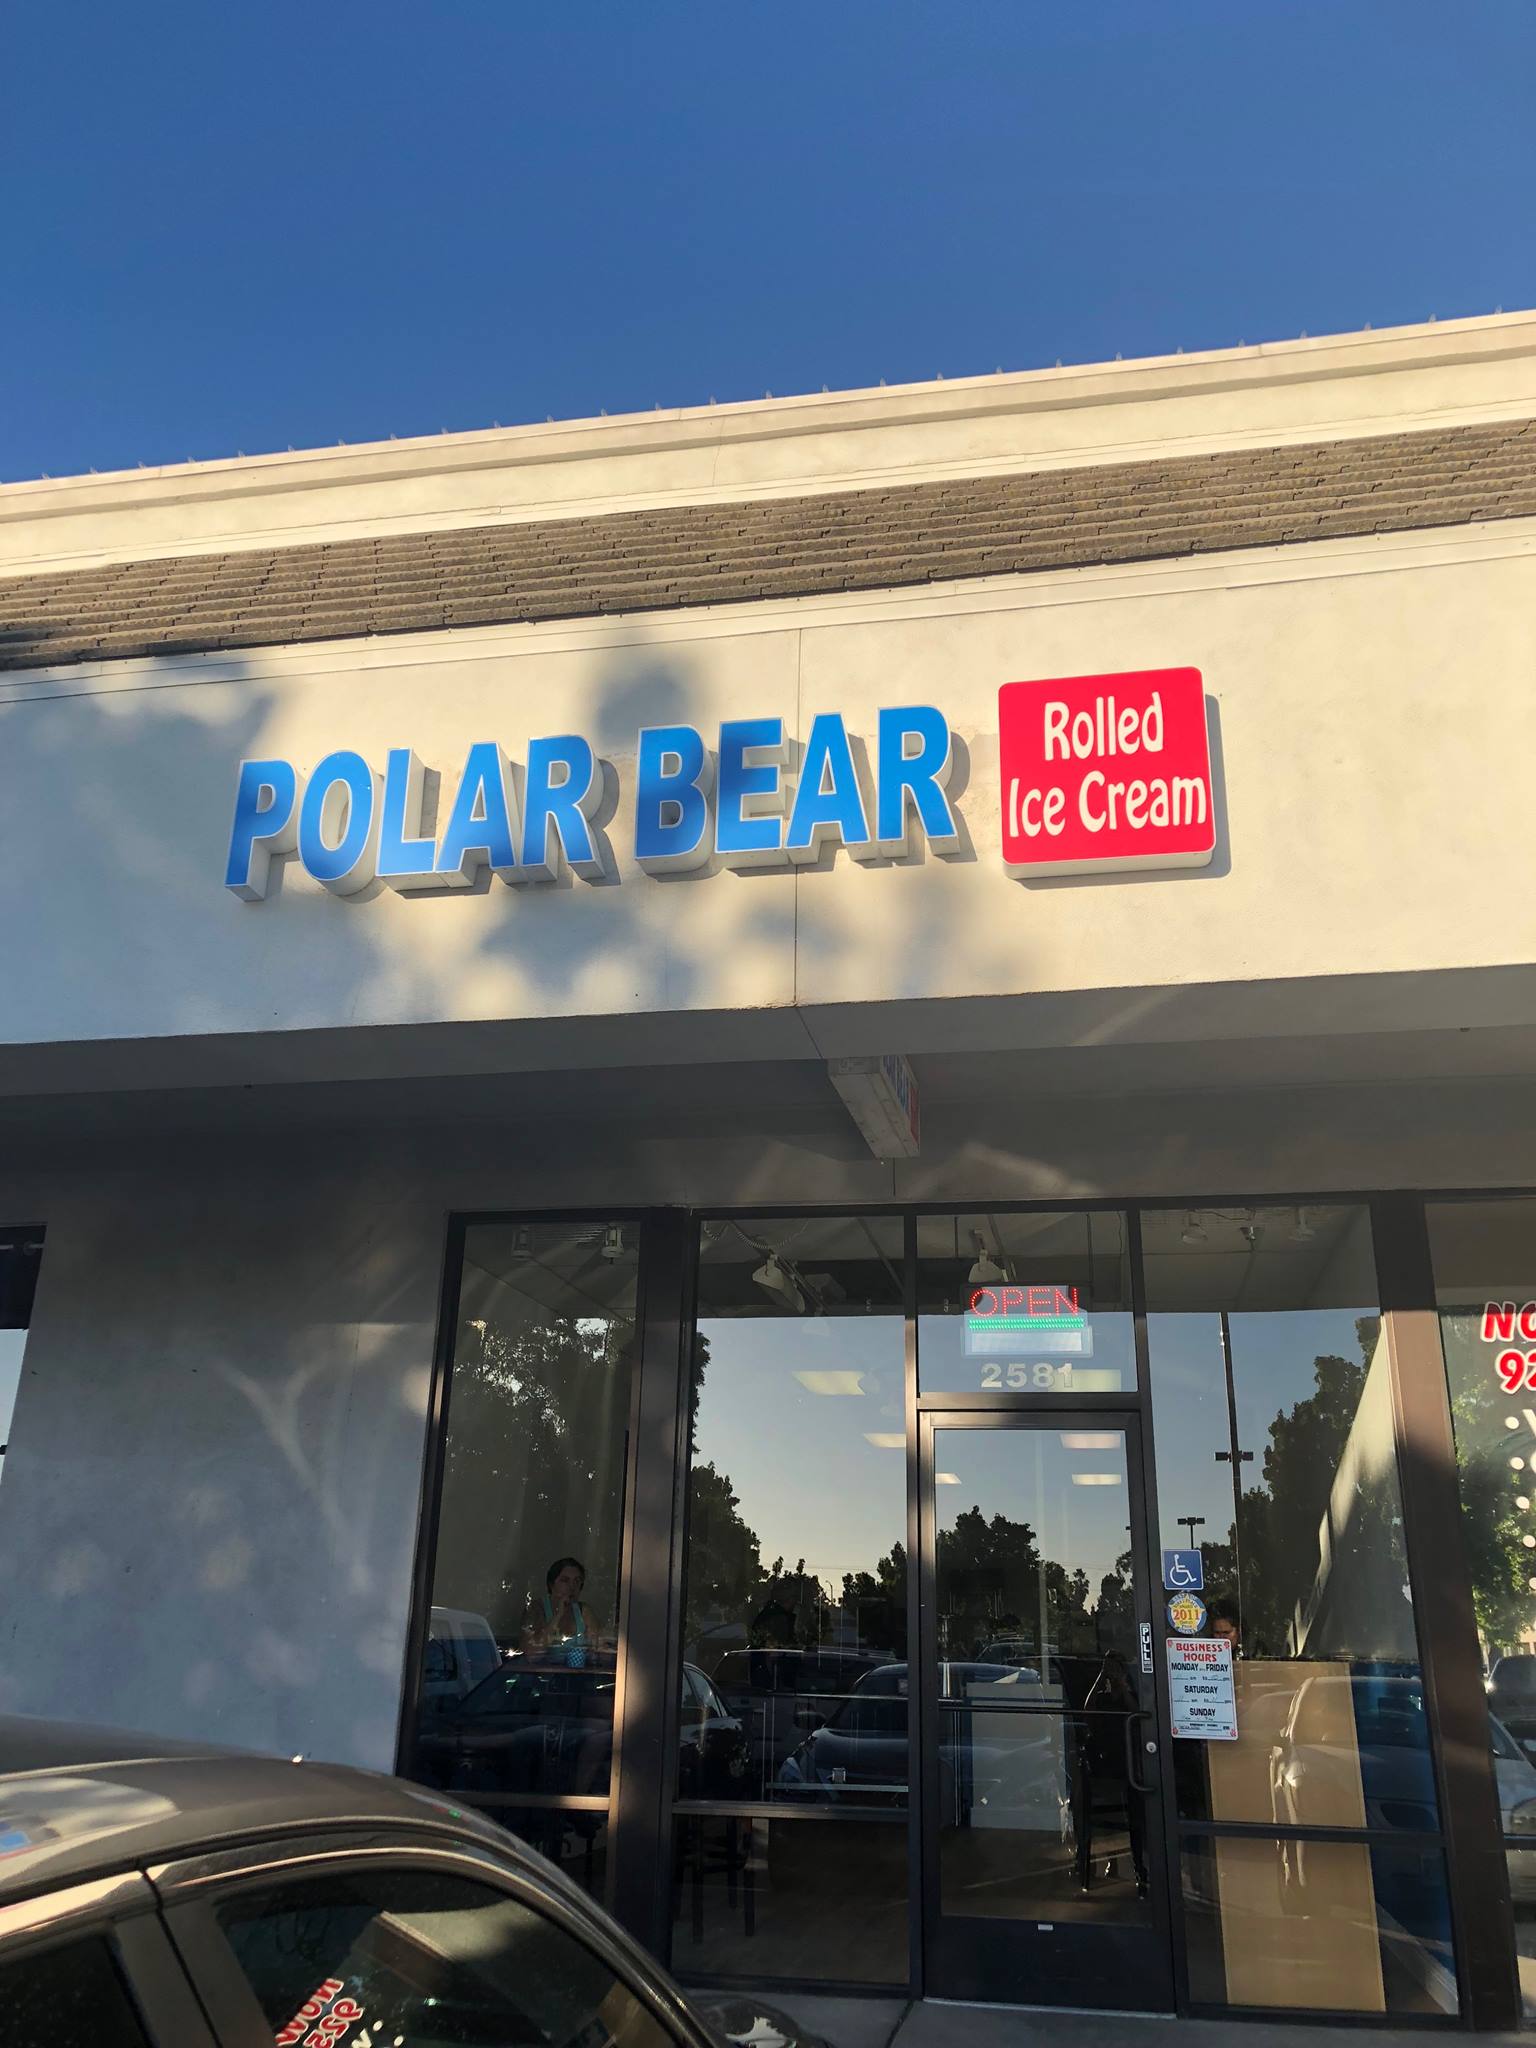 POLAR BEAR
Rolled
Ice Cream
OPEN
2581
PULL
2011
BUSINESS
HOURS
MONDAY FRIDAY
SATURDAY
SUNDAY